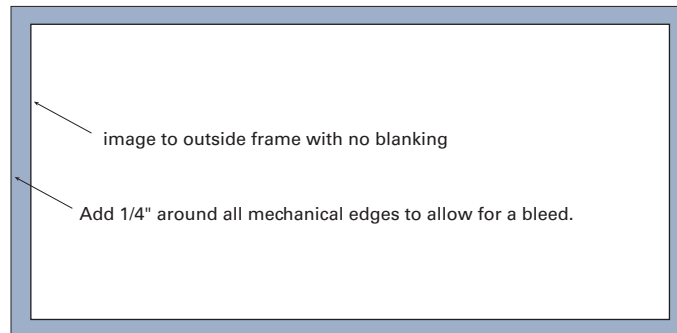 image to outside frame with no blanking
Add 1/4" around all mechanical edges to allow for a bleed.